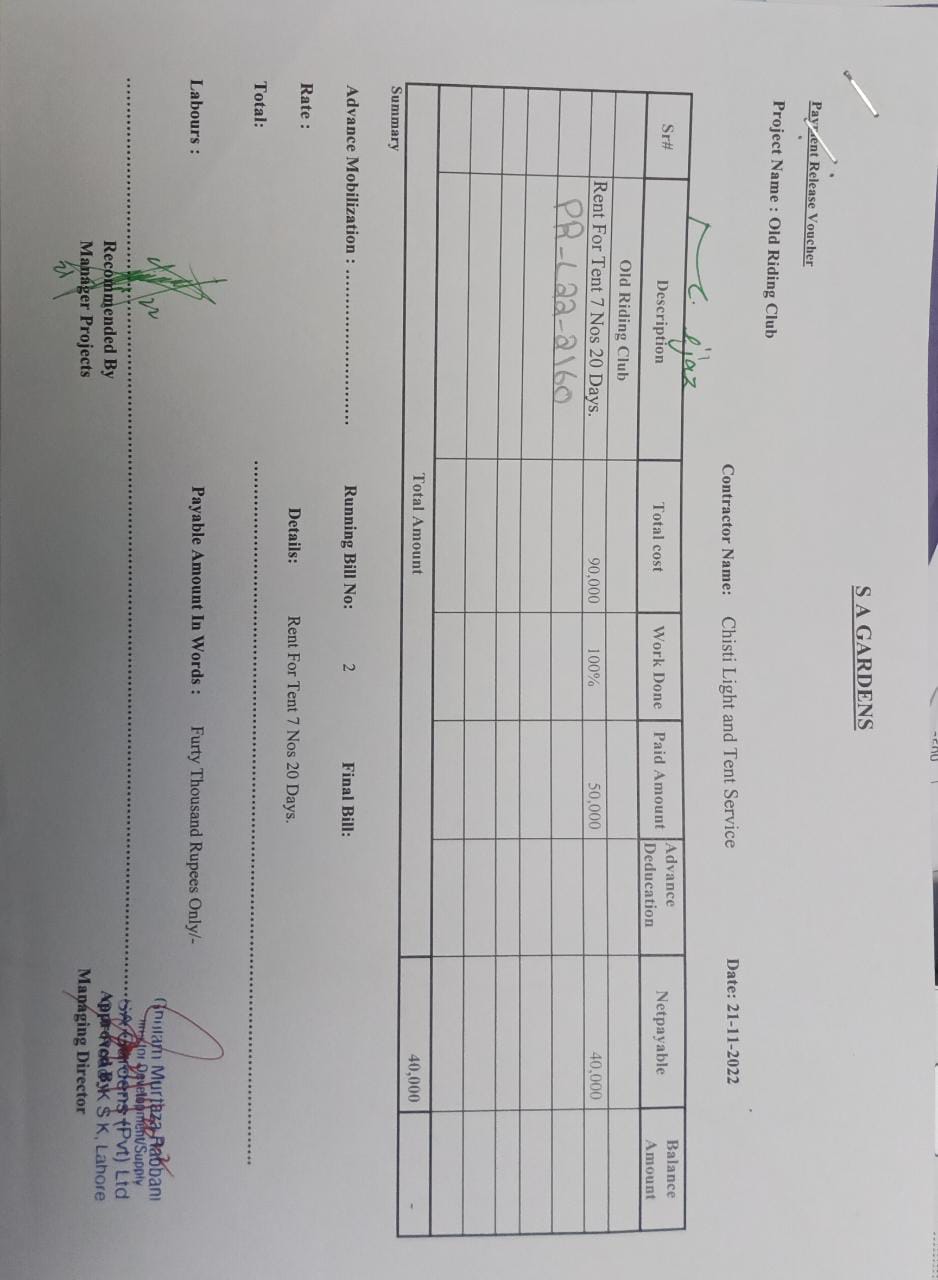 S A GARDENS
Payment Release Voucher
Project Name : Old Riding Club
Contractor Name: Chisti Light and Tent Service Date: 21-11-2022
Ejaz
Sr# Description Total cost Work Done Paid Amount Advance Deducation Netpayable Balance Amount
Old Riding Club
Rent For Tent 7 Nos 20 Days. 90,000 100% 50,000 40,000
PR-L22-2160
Total Amount 40,000 -
Summary
Advance Mobilization : ........................ Running Bill No: 2 Final Bill:
Rate : Details: Rent For Tent 7 Nos 20 Days.
Total:
Labours : Payable Amount In Words : Furty Thousand Rupees Only/-
Ghulam Murtaza Rabbani
Development/Supply
SA Gardens (Pvt) Ltd
K S K, Lahore
Recommended By Approved By
Manager Projects Managing Director